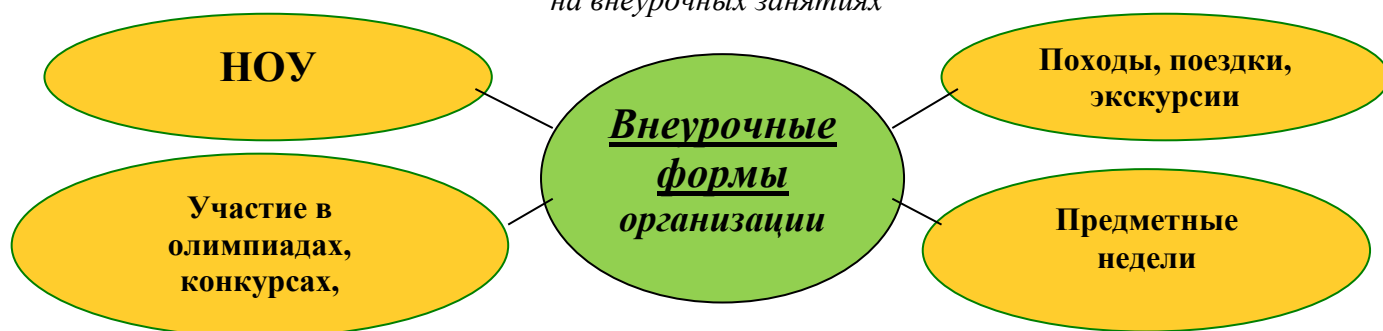 на внеурочных занятиях
НОУ
Участие в
олимпиадах,
конкурсах,
Внеурочные
формы
организации
Походы, поездки,
экскурсии
Предметные
недели